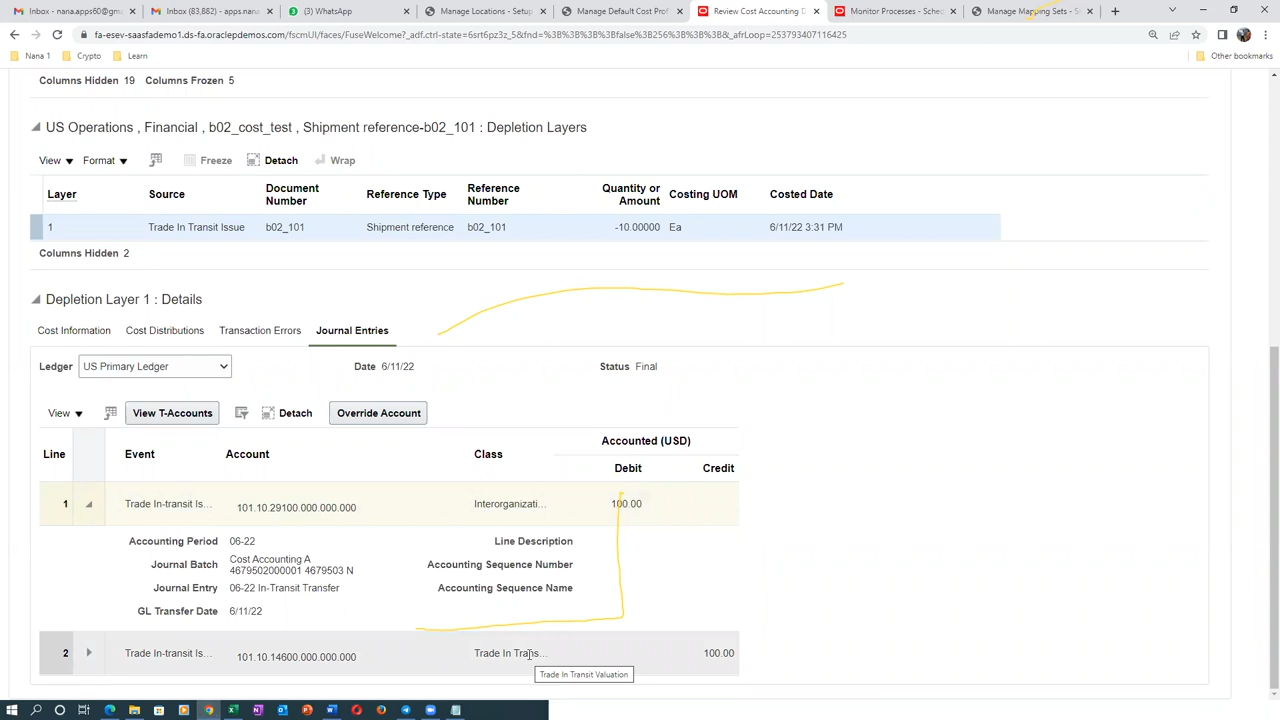 Inbox - nana.apps60@gmail.com
Inbox (83,882) - apps.nana
(3) WhatsApp
Manage Locations - Setup
Manage Default Cost Prof
Review Cost Accounting D
Monitor Processes - Sched
Manage Mapping Sets - Se
fa-esev-saasfademo1.ds-fa.oraclepdemos.com/fscmUI/faces/FuseWelcome?_adf.ctrl-state=6srt6pz3z_5&fnd=%3B%3B%3B%3Bfalse%3B256%3B%3B%3B&_afrLoop=253793407116425
Nana 1 Crypto Learn Other bookmarks
Columns Hidden 19 Columns Frozen 5
US Operations , Financial , b02_cost_test , Shipment reference-b02_101 : Depletion Layers
View Format Freeze Detach Wrap
Layer Source Document Number Reference Type Reference Number Quantity or Amount Costing UOM Costed Date
1 Trade In Transit Issue b02_101 Shipment reference b02_101 -10.00000 Ea 6/11/22 3:31 PM
Columns Hidden 2
Depletion Layer 1 : Details
Cost Information Cost Distributions Transaction Errors Journal Entries
Ledger US Primary Ledger Date 6/11/22 Status Final
View View T-Accounts Detach Override Account
Accounted (USD)
Line Event Account Class Debit Credit
1 Trade In-transit Is... 101.10.29100.000.000.000 Interorganizati... 100.00
Accounting Period 06-22 Line Description
Journal Batch Cost Accounting A 4679502000001 4679503 N Accounting Sequence Number
Journal Entry 06-22 In-Transit Transfer Accounting Sequence Name
GL Transfer Date 6/11/22
2 Trade In-transit Is... 101.10.14600.000.000.000 Trade In Trans... 100.00
Trade In Transit Valuation